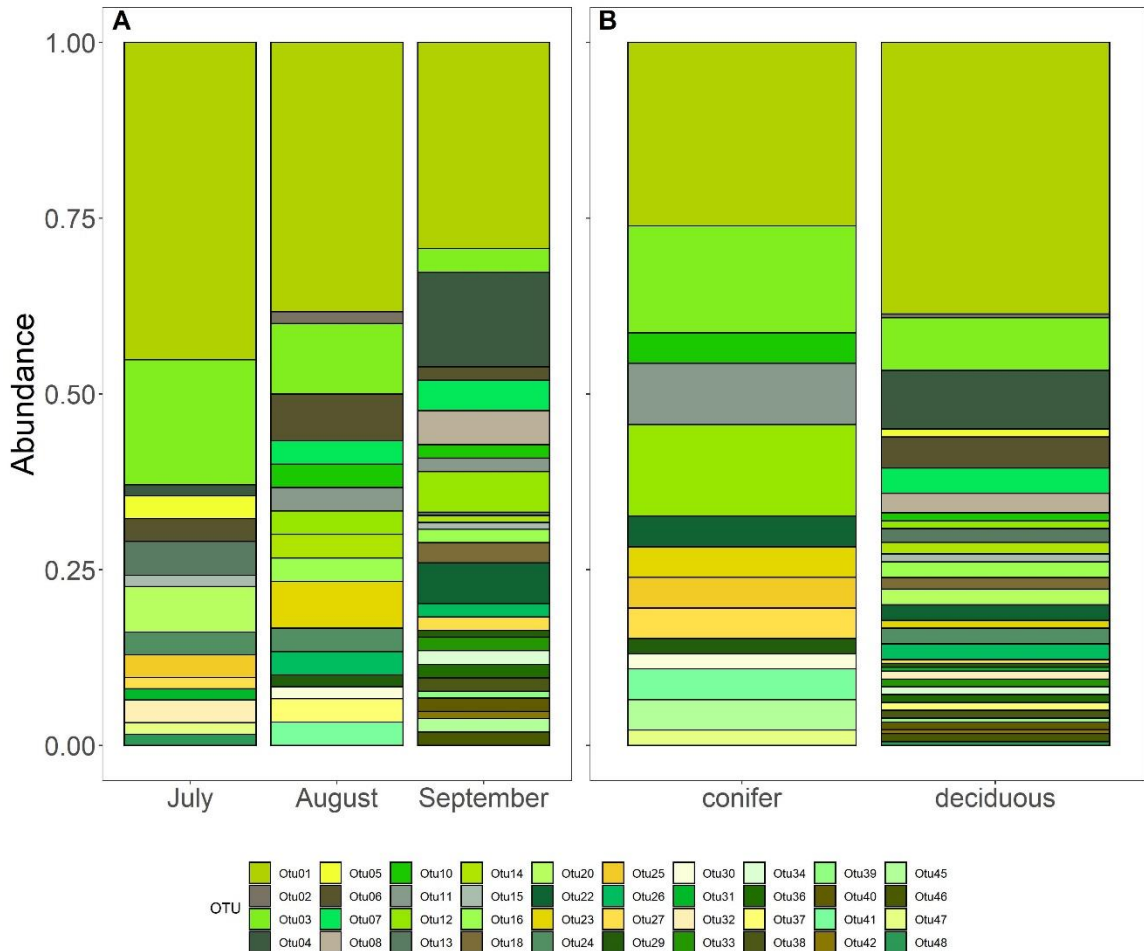 A
B
1.00
0.75
0.50
0.25
0.00
Abundance
July August September
conifer deciduous
OTU
Otu01 Otu05 Otu10 Otu14 Otu20 Otu25 Otu30 Otu34 Otu39 Otu45
Otu02 Otu06 Otu11 Otu15 Otu22 Otu26 Otu31 Otu36 Otu40 Otu46
Otu03 Otu07 Otu12 Otu16 Otu23 Otu27 Otu32 Otu37 Otu41 Otu47
Otu04 Otu08 Otu13 Otu18 Otu24 Otu29 Otu33 Otu38 Otu42 Otu48